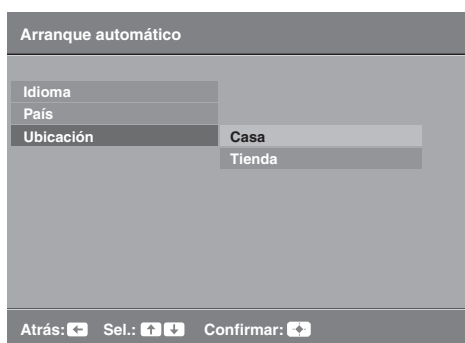 Arranque automático
Idioma
País
Ubicación Casa
Tienda
Atrás: Sel.: Confirmar: